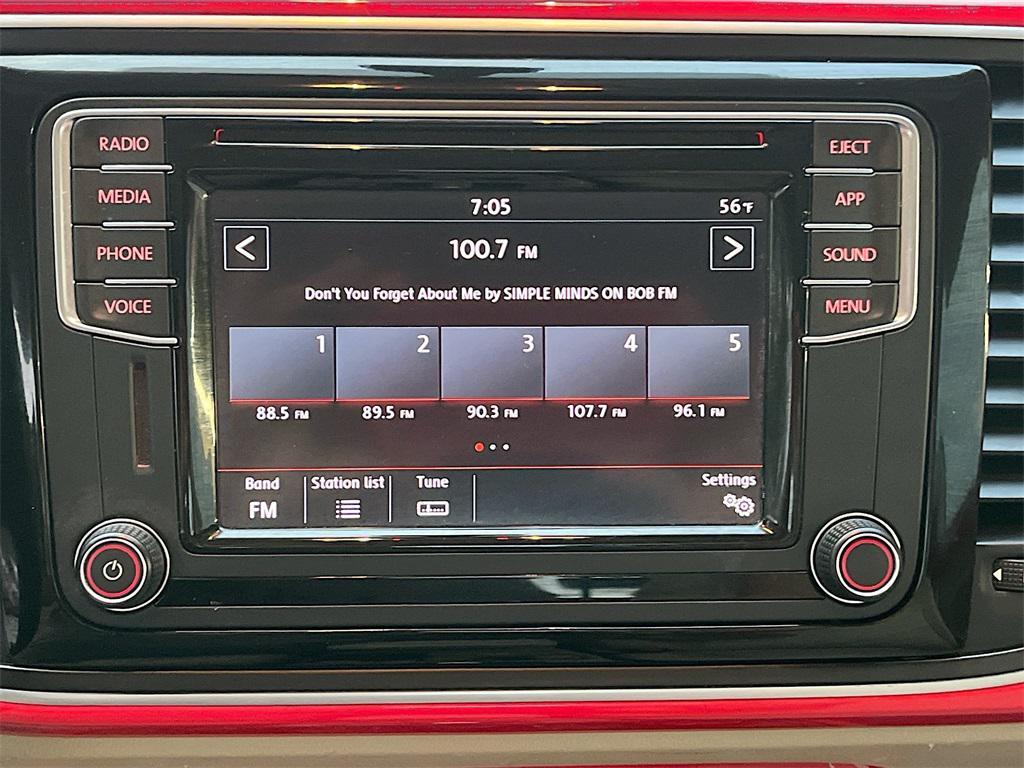 RADIO
MEDIA
PHONE
VOICE
EJECT
APP
SOUND
MENU
7:05 56°F
< 100.7 FM >
Don't You Forget About Me by SIMPLE MINDS ON BOB FM
1 2 3 4 5
88.5 FM 89.5 FM 90.3 FM 107.7 FM 96.1 FM
Band Station list Tune Settings
FM